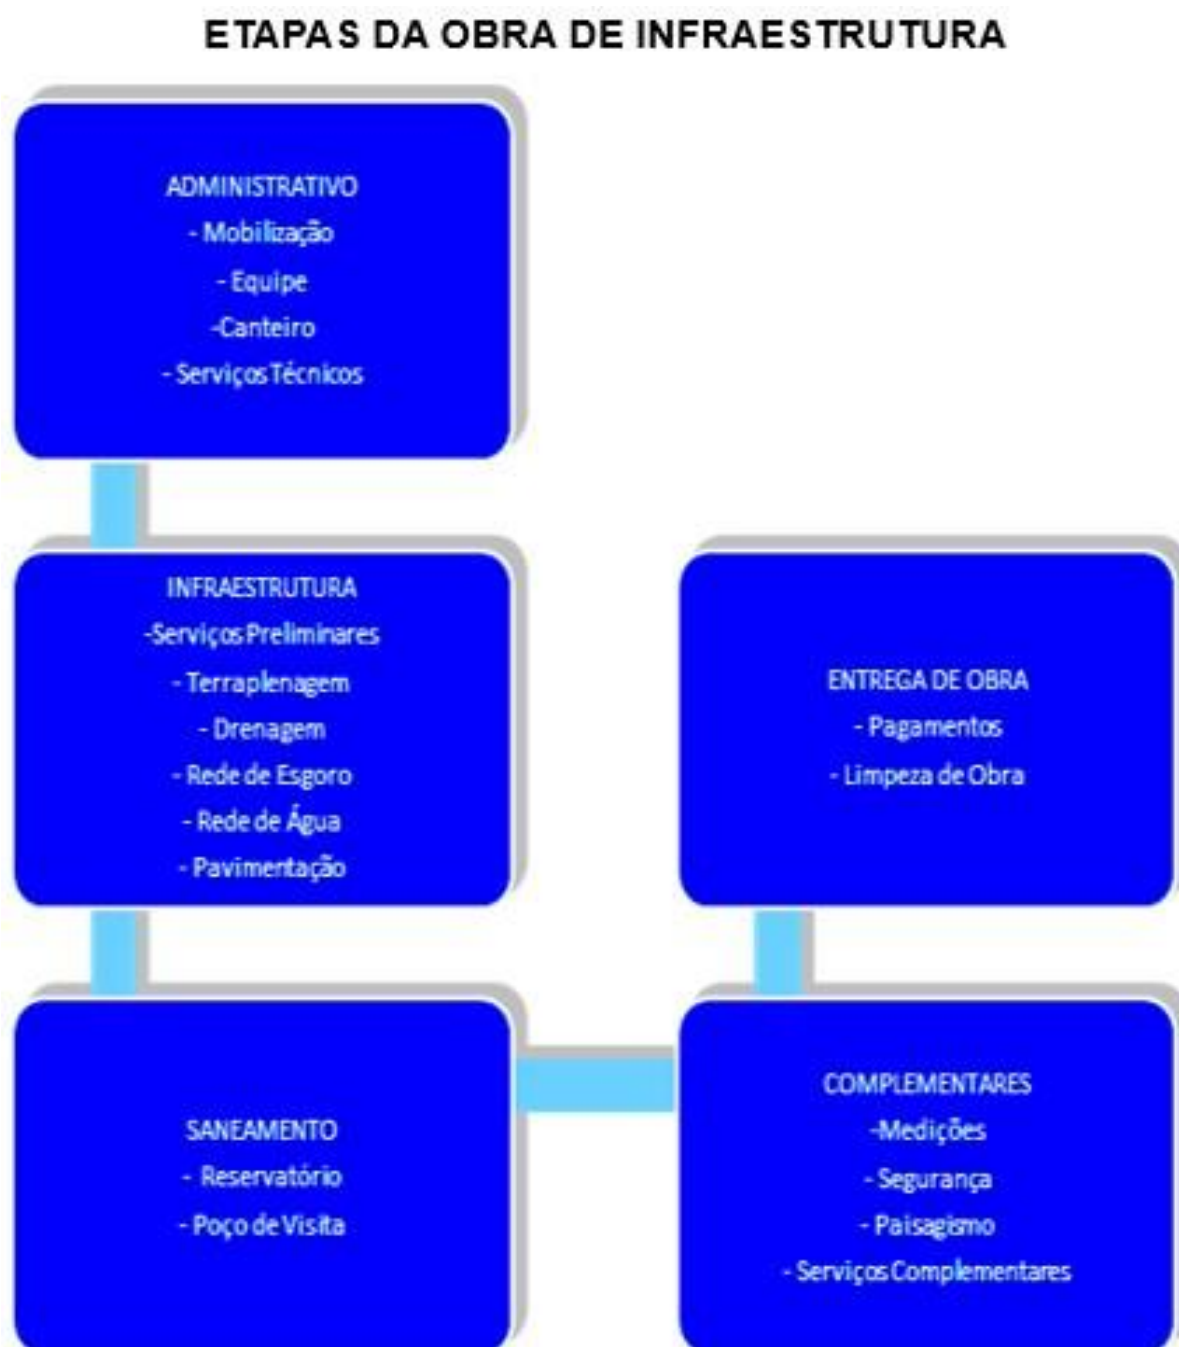 ETAPAS DA OBRA DE INFRAESTRUTURA
ADMINISTRATIVO
- Mobilização
- Equipe
-Canteiro
- Serviços Técnicos
INFRAESTRUTURA
-Serviços Preliminares
- Terraplenagem
- Drenagem
- Rede de Esgoro
- Rede de Água
- Pavimentação
SANEAMENTO
- Reservatório
- Poço de Visita
COMPLEMENTARES
-Medições
- Segurança
- Paisagismo
- Serviços Complementares
ENTREGA DE OBRA
- Pagamentos
- Limpeza de Obra